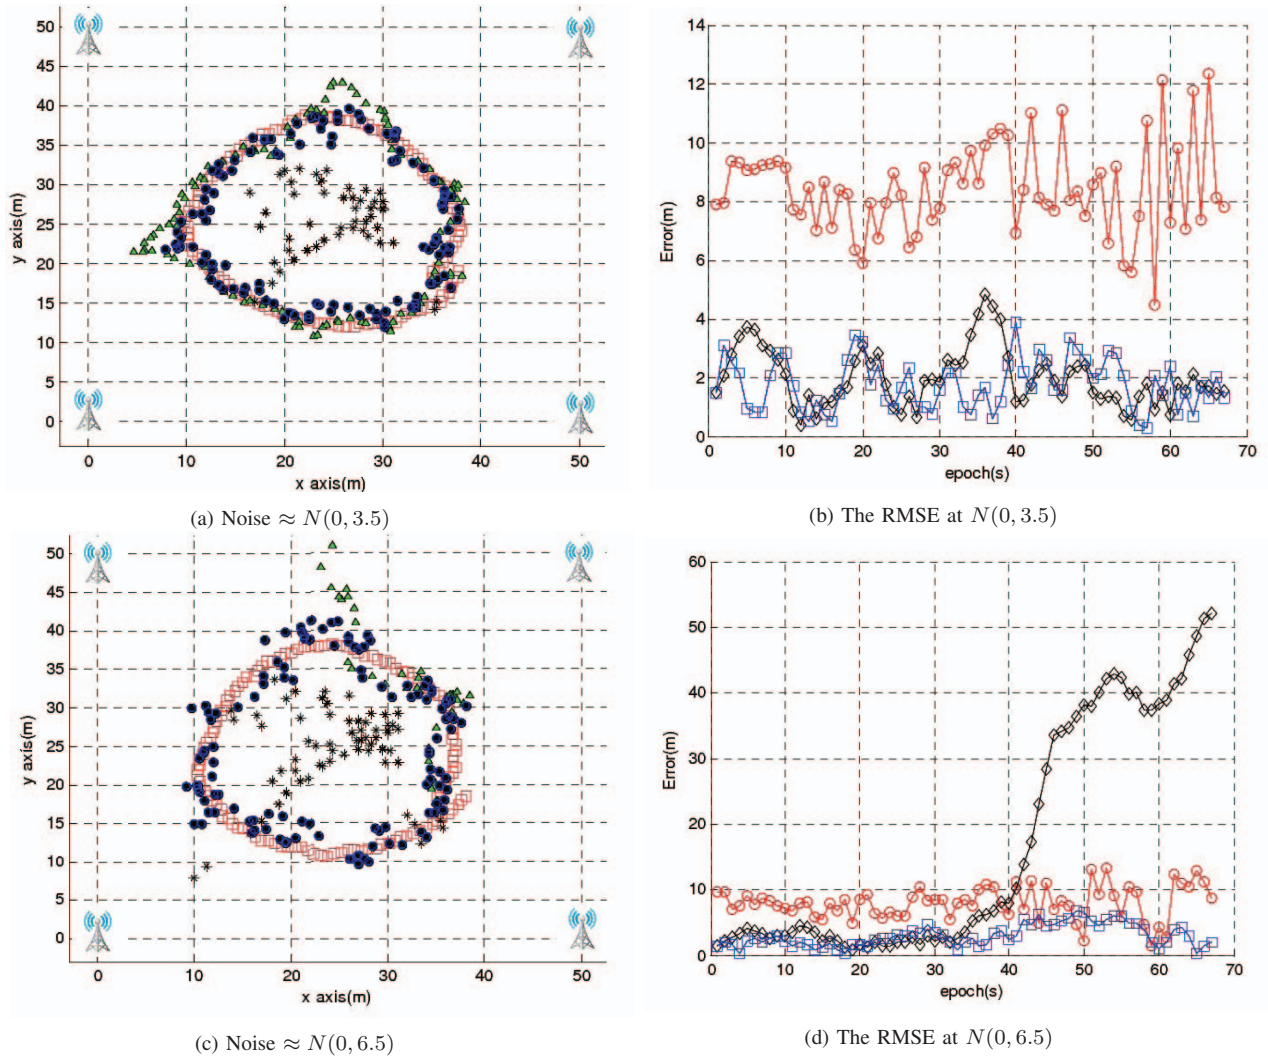 50
45
40
35
30
25
20
15
10
5
0
y axis(m)
0 10 20 30 40 50
x axis(m)
(a) Noise ≈ N(0, 3.5)
14
12
10
8
6
4
2
0
Error(m)
0 10 20 30 40 50 60 70
epoch(s)
(b) The RMSE at N(0, 3.5)
50
45
40
35
30
25
20
15
10
5
0
y axis(m)
0 10 20 30 40 50
x axis(m)
(c) Noise ≈ N(0, 6.5)
60
50
40
30
20
10
0
Error(m)
0 10 20 30 40 50 60 70
epoch(s)
(d) The RMSE at N(0, 6.5)